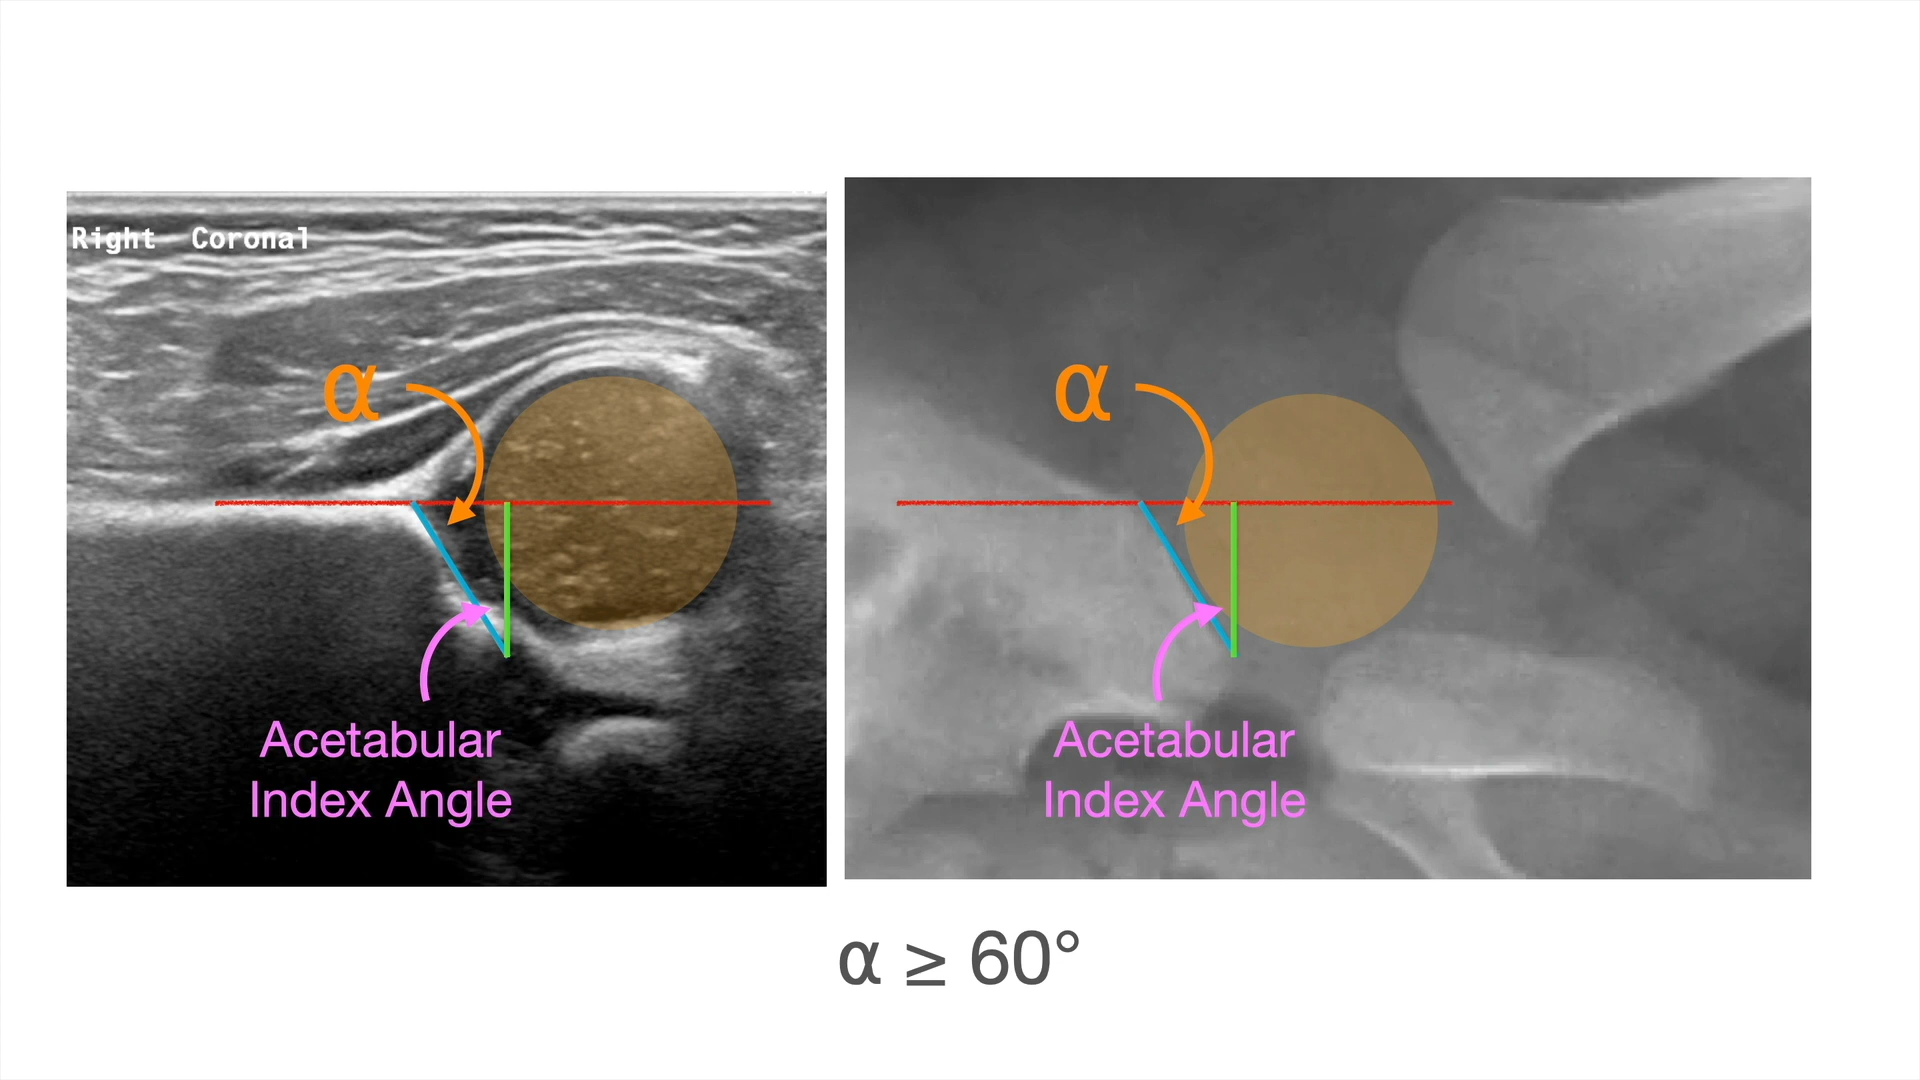 Right Coronal
α
α
Acetabular
Index Angle
Acetabular
Index Angle
α ≥ 60°